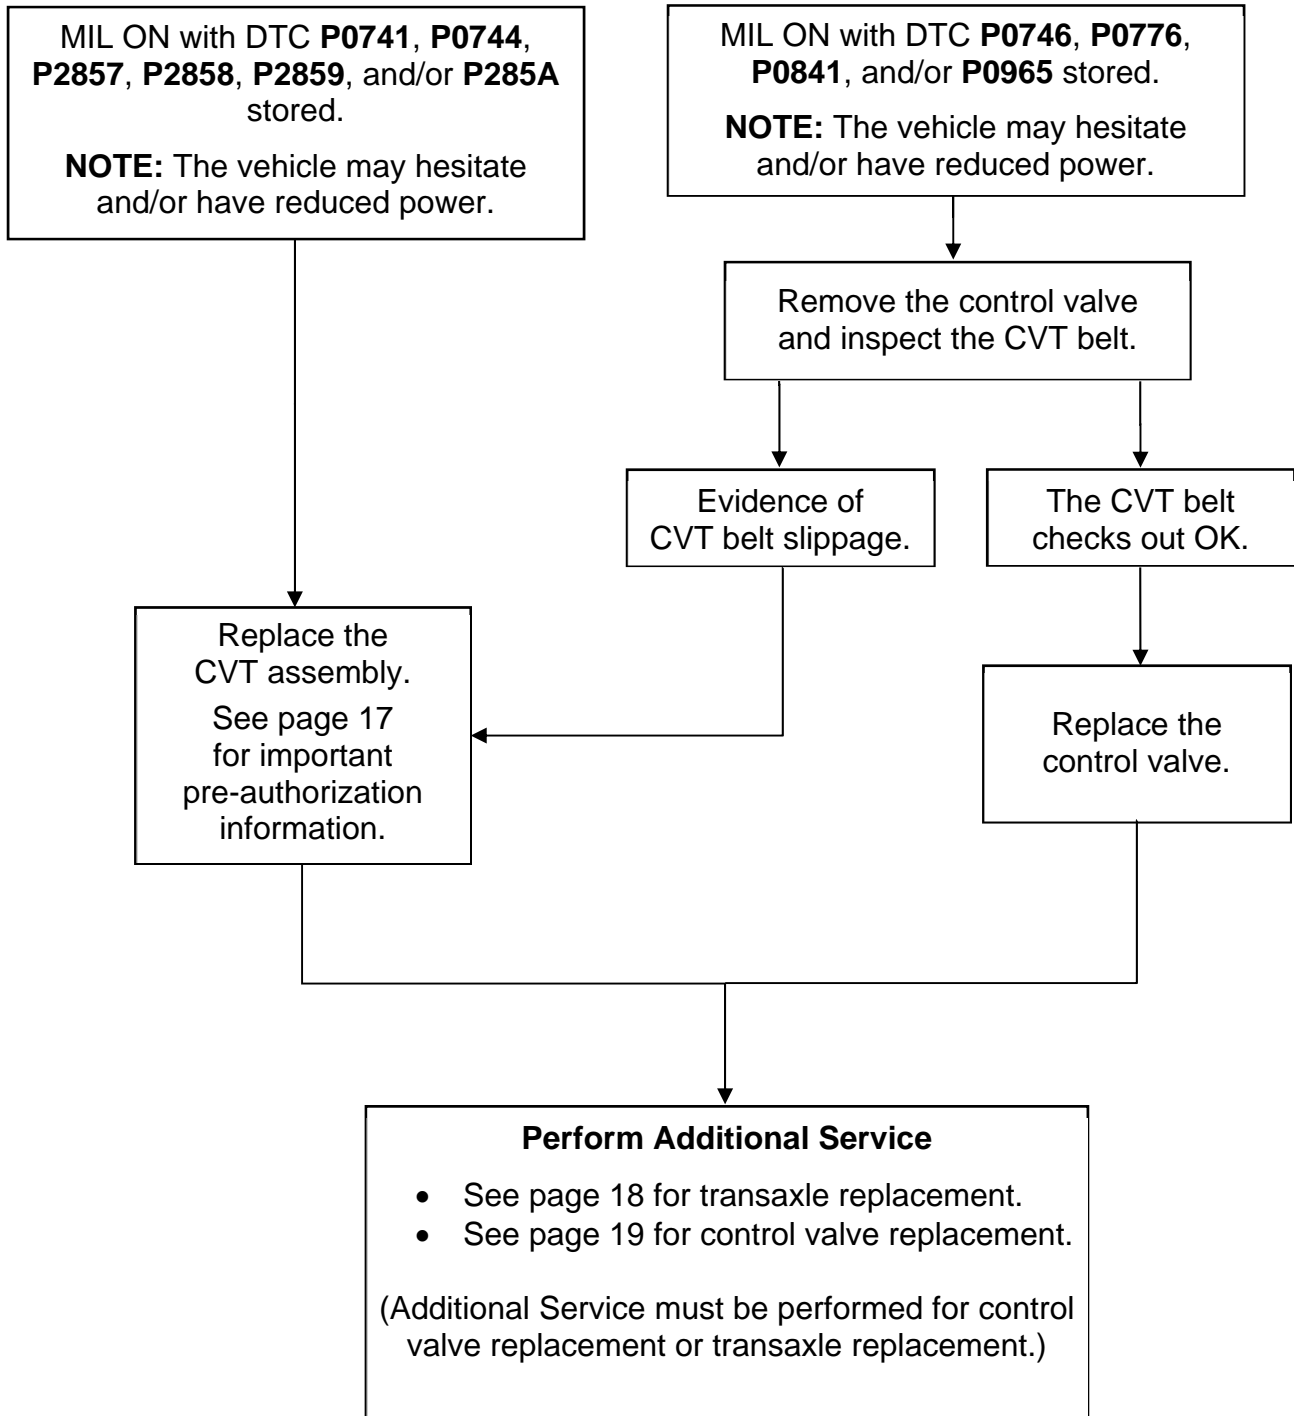 MIL ON with DTC P0741, P0744,
P2857, P2858, P2859, and/or P285A
stored.
NOTE: The vehicle may hesitate
and/or have reduced power.
MIL ON with DTC P0746, P0776,
P0841, and/or P0965 stored.
NOTE: The vehicle may hesitate
and/or have reduced power.
Remove the control valve
and inspect the CVT belt.
Evidence of
CVT belt slippage.
The CVT belt
checks out OK.
Replace the
CVT assembly.
See page 17
for important
pre-authorization
information.
Replace the
control valve.
Perform Additional Service
• See page 18 for transaxle replacement.
• See page 19 for control valve replacement.
(Additional Service must be performed for control
valve replacement or transaxle replacement.)